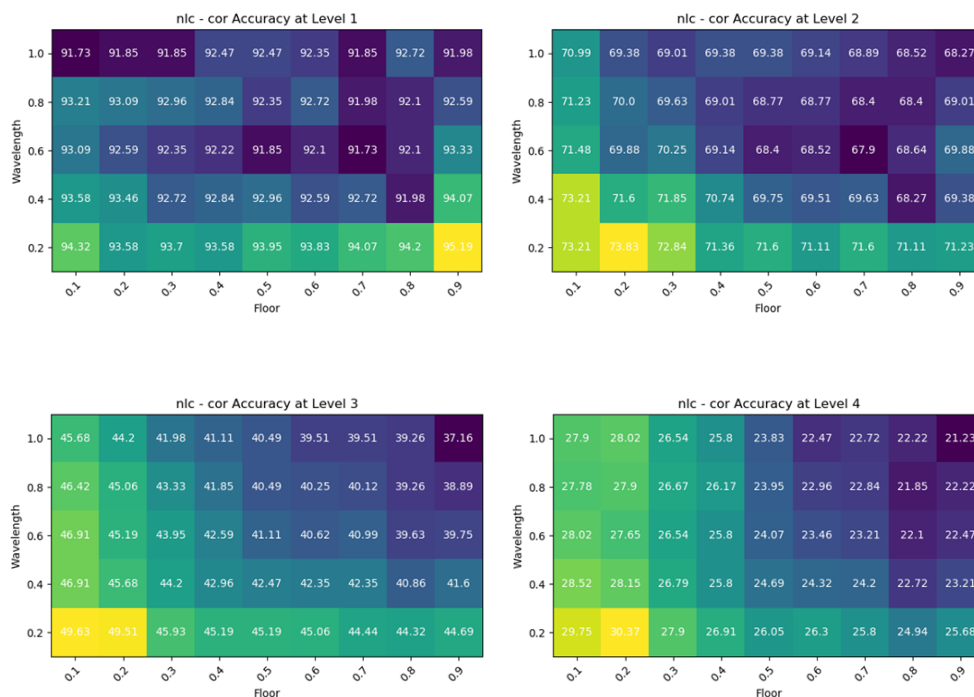 nlc - cor Accuracy at Level 1
Wavelength
1.0 91.73 91.85 91.85 92.47 92.47 92.35 91.85 92.72 91.98
0.8 93.21 93.09 92.96 92.84 92.35 92.72 91.98 92.1 92.59
0.6 93.09 92.59 92.35 92.22 91.85 92.1 91.73 92.1 93.33
0.4 93.58 93.46 92.72 92.84 92.96 92.59 92.72 91.98 94.07
0.2 94.32 93.58 93.7 93.58 93.95 93.83 94.07 94.2 95.19
0.1 0.2 0.3 0.4 0.5 0.6 0.7 0.8 0.9
Floor
nlc - cor Accuracy at Level 2
Wavelength
1.0 70.99 69.38 69.01 69.38 69.38 69.14 68.89 68.52 68.27
0.8 71.23 70.0 69.63 69.01 68.77 68.77 68.4 68.4 69.01
0.6 71.48 69.88 70.25 69.14 68.4 68.52 67.9 68.64 69.88
0.4 73.21 71.6 71.85 70.74 69.75 69.51 69.63 68.27 69.38
0.2 73.21 73.83 72.84 71.36 71.6 71.11 71.6 71.11 71.23
0.1 0.2 0.3 0.4 0.5 0.6 0.7 0.8 0.9
Floor
nlc - cor Accuracy at Level 3
Wavelength
1.0 45.68 44.2 41.98 41.11 40.49 39.51 39.51 39.26 37.16
0.8 46.42 45.06 43.33 41.85 40.49 40.25 40.12 39.26 38.89
0.6 46.91 45.19 43.95 42.59 41.11 40.62 40.99 39.63 39.75
0.4 46.91 45.68 44.2 42.96 42.47 42.35 42.35 40.86 41.6
0.2 49.63 49.51 45.93 45.19 45.19 45.06 44.44 44.32 44.69
0.1 0.2 0.3 0.4 0.5 0.6 0.7 0.8 0.9
Floor
nlc - cor Accuracy at Level 4
Wavelength
1.0 27.9 28.02 26.54 25.8 23.83 22.47 22.72 22.22 21.23
0.8 27.78 27.9 26.67 26.17 23.95 22.96 22.84 21.85 22.22
0.6 28.02 27.65 26.54 25.8 24.07 23.46 23.21 22.1 22.47
0.4 28.52 28.15 26.79 25.8 24.69 24.32 24.2 22.72 23.21
0.2 29.75 30.37 27.9 26.91 26.05 26.3 25.8 24.94 25.68
0.1 0.2 0.3 0.4 0.5 0.6 0.7 0.8 0.9
Floor